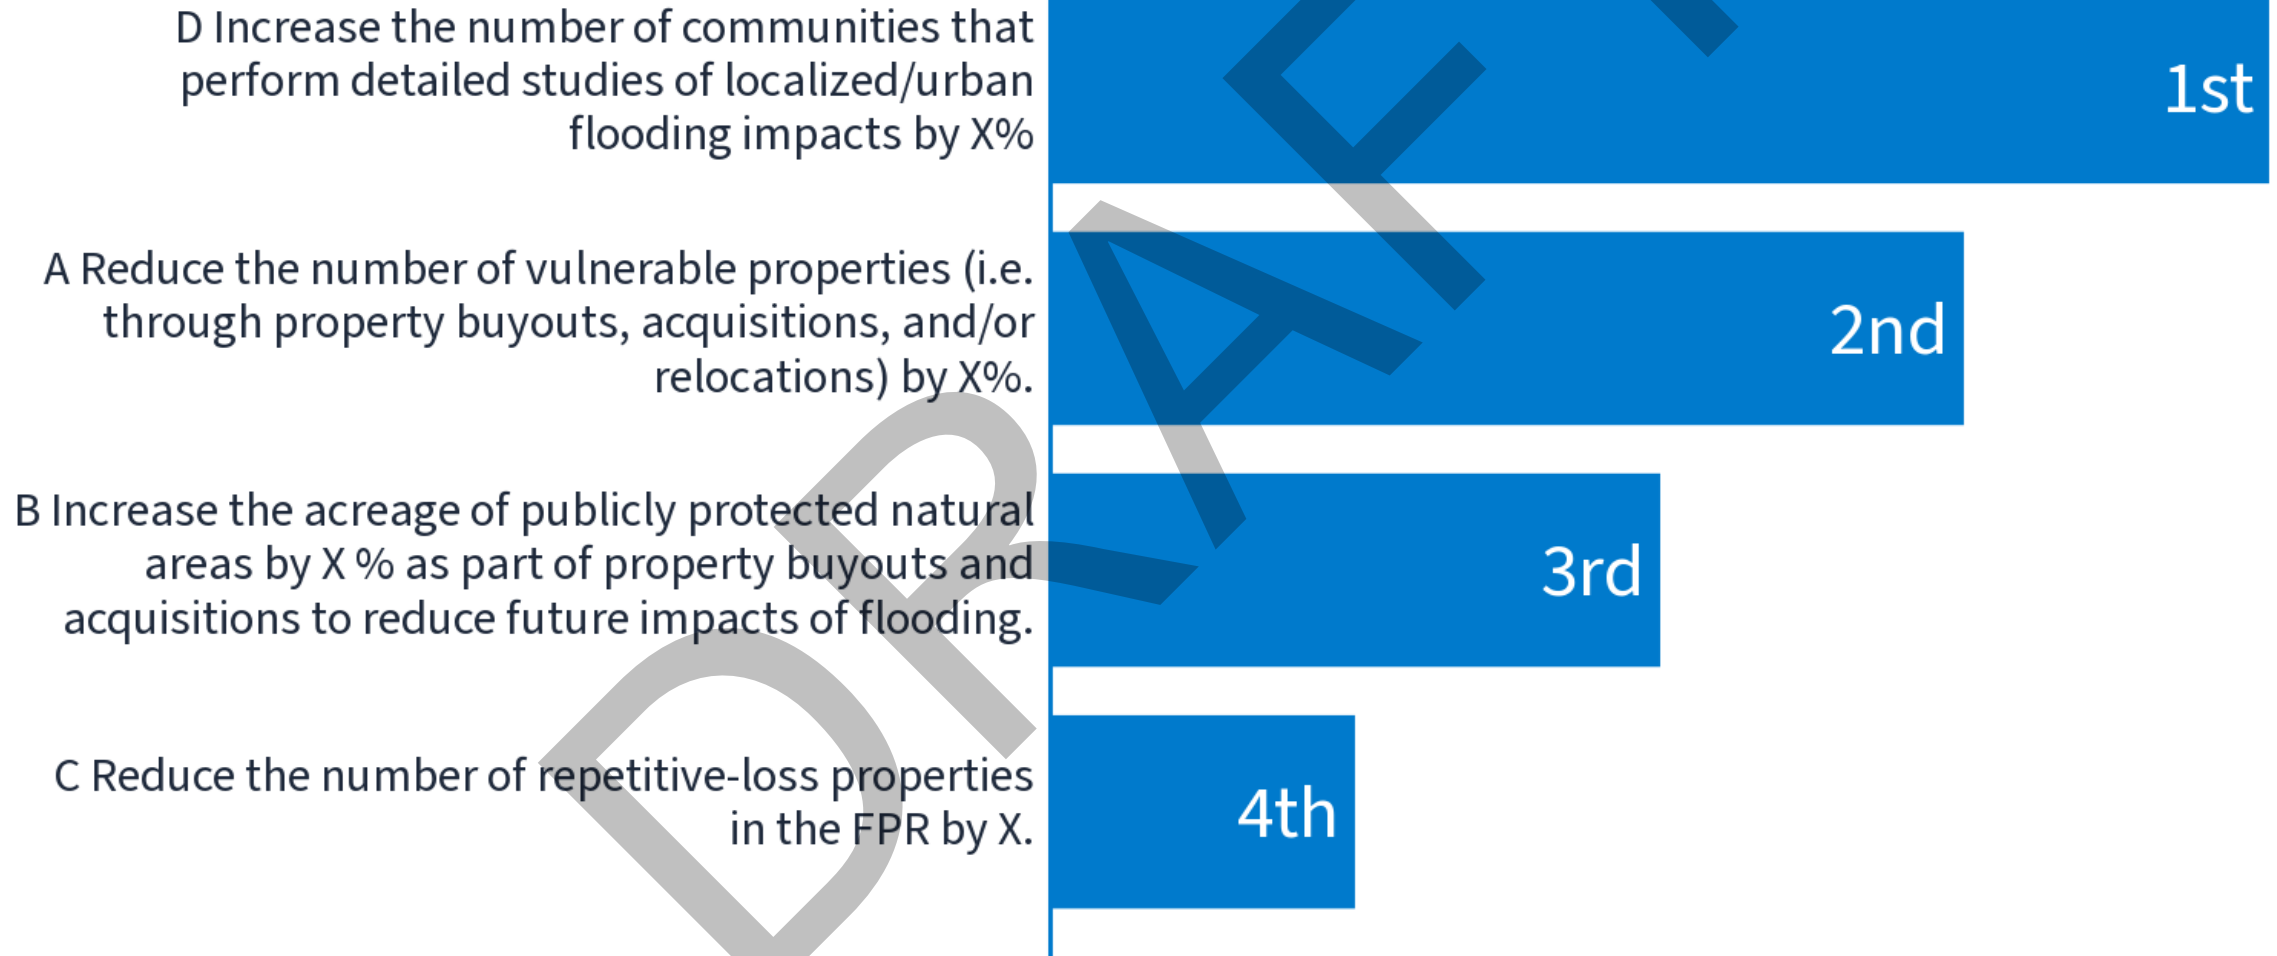 D Increase the number of communities that
perform detailed studies of localized/urban
flooding impacts by X%
1st
A Reduce the number of vulnerable properties (i.e.
through property buyouts, acquisitions, and/or
relocations) by X%.
2nd
B Increase the acreage of publicly protected natural
areas by X % as part of property buyouts and
acquisitions to reduce future impacts of flooding.
3rd
C Reduce the number of repetitive-loss properties
in the FPR by X.
4th
DRAFT